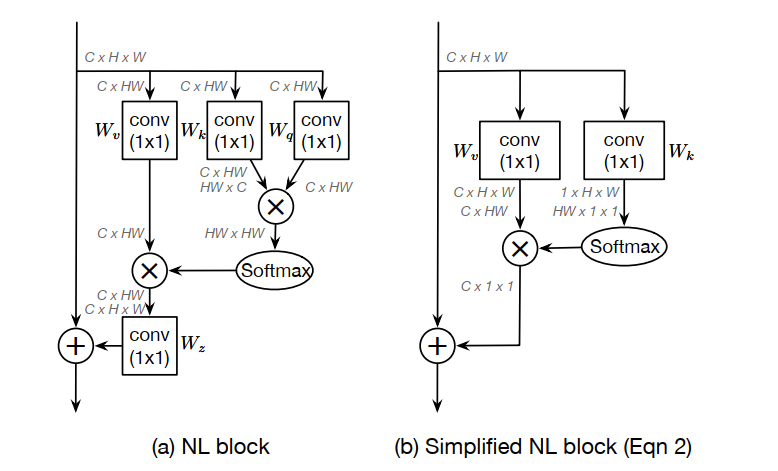 C x H x W
C x HW C x HW C x HW
W_v conv (1x1) W_k conv (1x1) W_q conv (1x1)
C x HW
HW x C
C x HW
×
C x HW
HW x HW
×
Softmax
C x HW
C x H x W
+
conv (1x1) W_z
(a) NL block
C x H x W
W_v conv (1x1) conv (1x1) W_k
C x H x W
C x HW
1 x H x W
HW x 1 x 1
×
Softmax
C x 1 x 1
+
(b) Simplified NL block (Eqn 2)